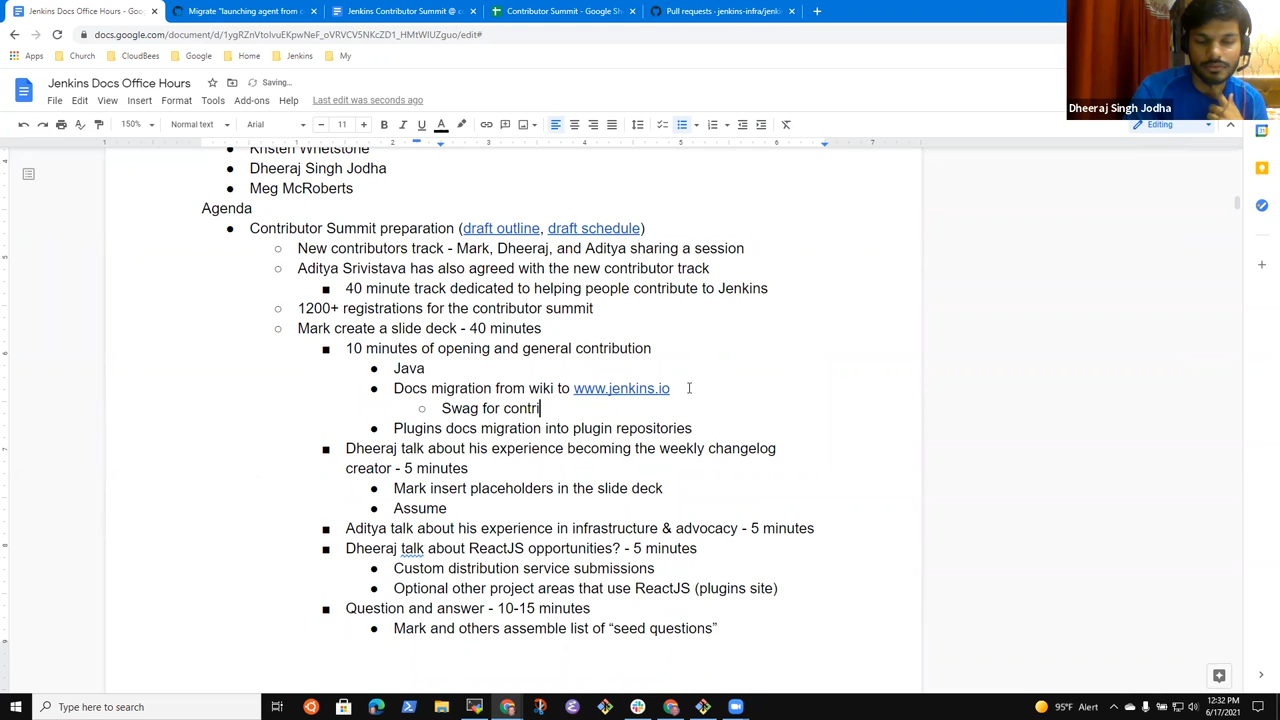 Jenkins Docs Office Hours - Goo
Migrate "launching agent from c
Jenkins Contributor Summit @ c
Contributor Summit - Google Sh
Pull requests · jenkins-infra/jenk
docs.google.com/document/d/
Apps
Church
CloudBees
Google
Home
Jenkins
My
Jenkins Docs Office Hours
Saving...
File Edit View Insert Format Tools Add-ons Help Last edit was seconds ago
150% Normal text Arial 11
Editing
Dheeraj Singh Jodha
1 1 2 3 4 5 6 7
Kristen Whetstone
Dheeraj Singh Jodha
Meg McRoberts
Agenda
Contributor Summit preparation (draft outline, draft schedule)
New contributors track - Mark, Dheeraj, and Aditya sharing a session
Aditya Srivistava has also agreed with the new contributor track
40 minute track dedicated to helping people contribute to Jenkins
1200+ registrations for the contributor summit
Mark create a slide deck - 40 minutes
10 minutes of opening and general contribution
Java
Docs migration from wiki to www.jenkins.io
Swag for contri
Plugins docs migration into plugin repositories
Dheeraj talk about his experience becoming the weekly changelog
creator - 5 minutes
Mark insert placeholders in the slide deck
Assume
Aditya talk about his experience in infrastructure & advocacy - 5 minutes
Dheeraj talk about ReactJS opportunities? - 5 minutes
Custom distribution service submissions
Optional other project areas that use ReactJS (plugins site)
Question and answer - 10-15 minutes
Mark and others assemble list of “seed questions”
Type here to search
95°F Alert
12:32 PM
6/17/2021